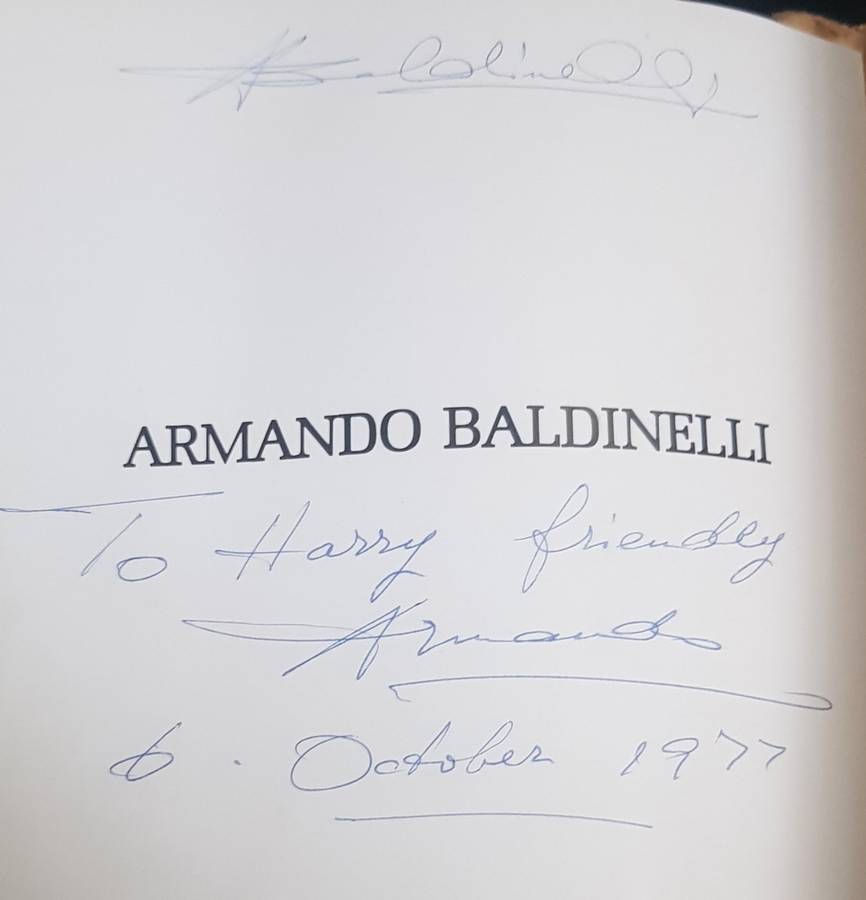 A Baldinelli
ARMANDO BALDINELLI
To Harry friendly
Armando
6 . October 1977